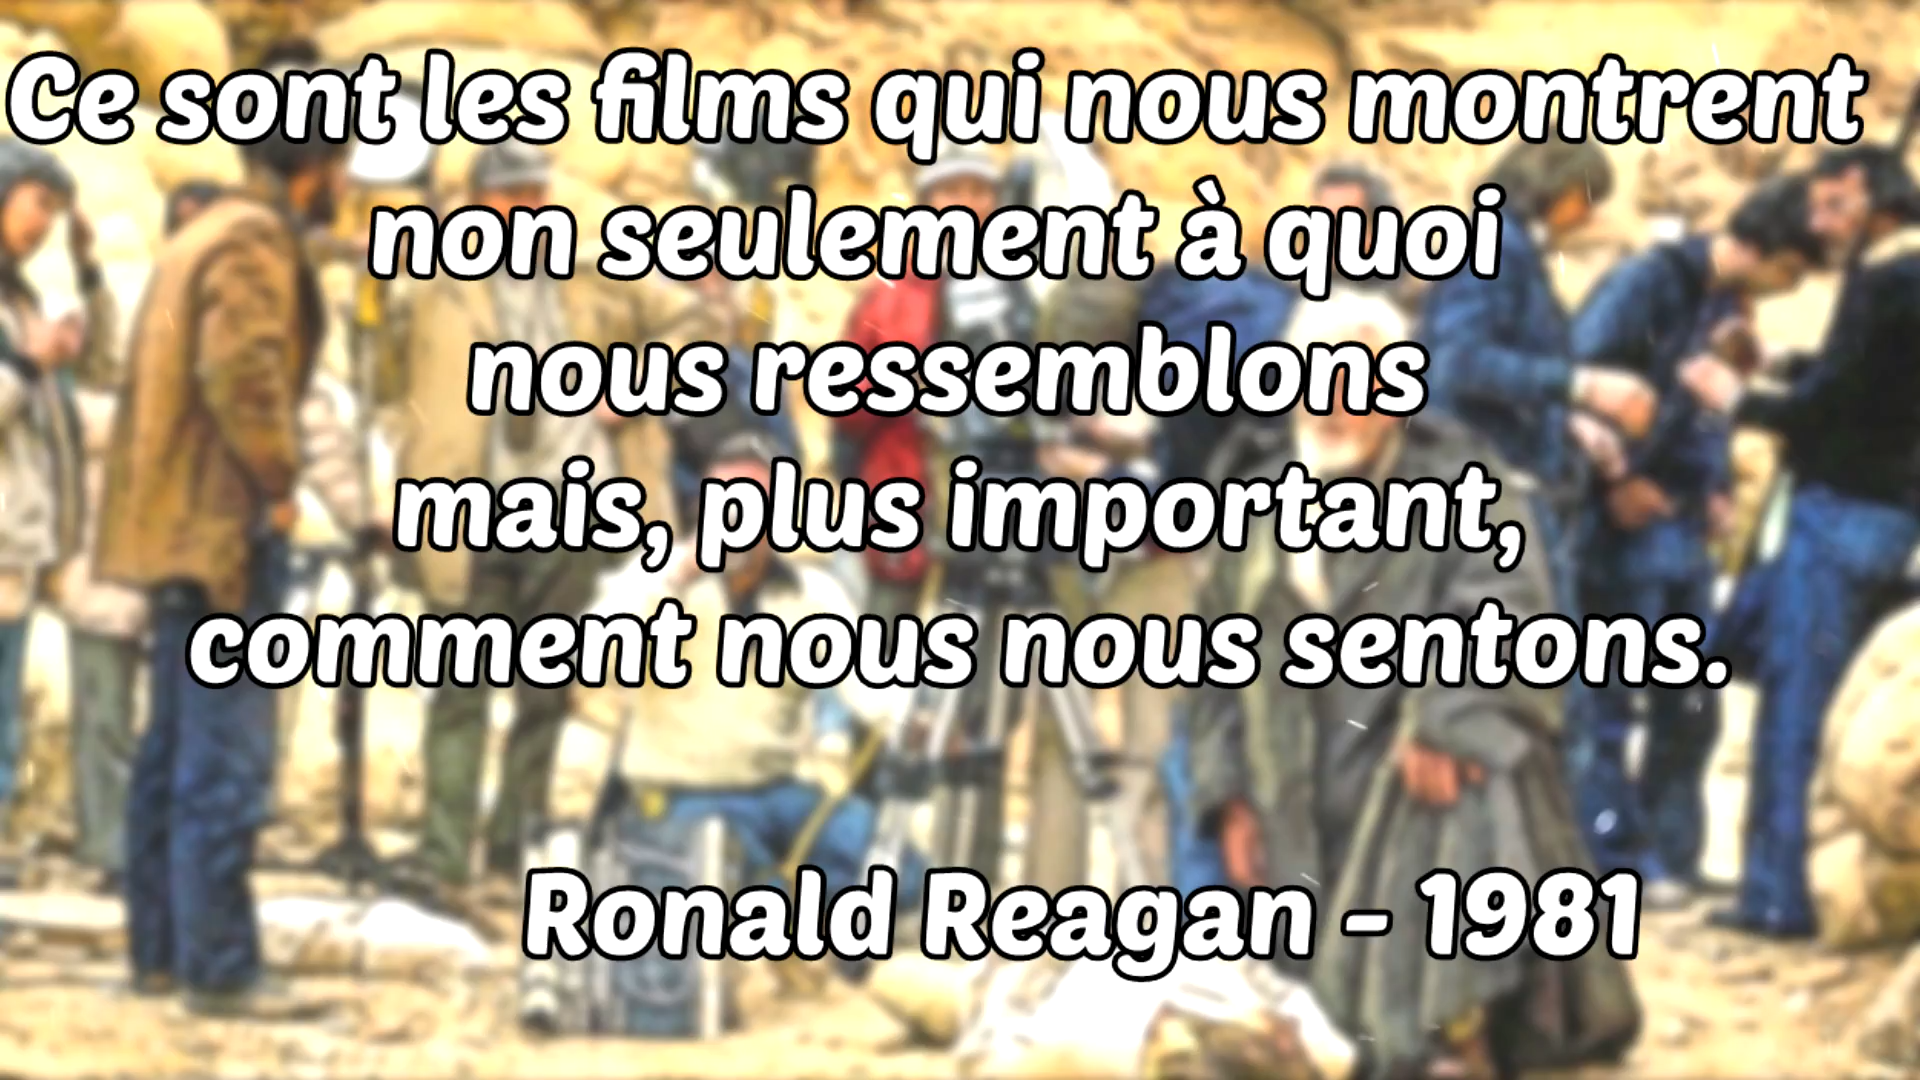 Ce sont les films qui nous montrent
non seulement à quoi
nous ressemblons
mais, plus important,
comment nous nous sentons.
Ronald Reagan - 1981